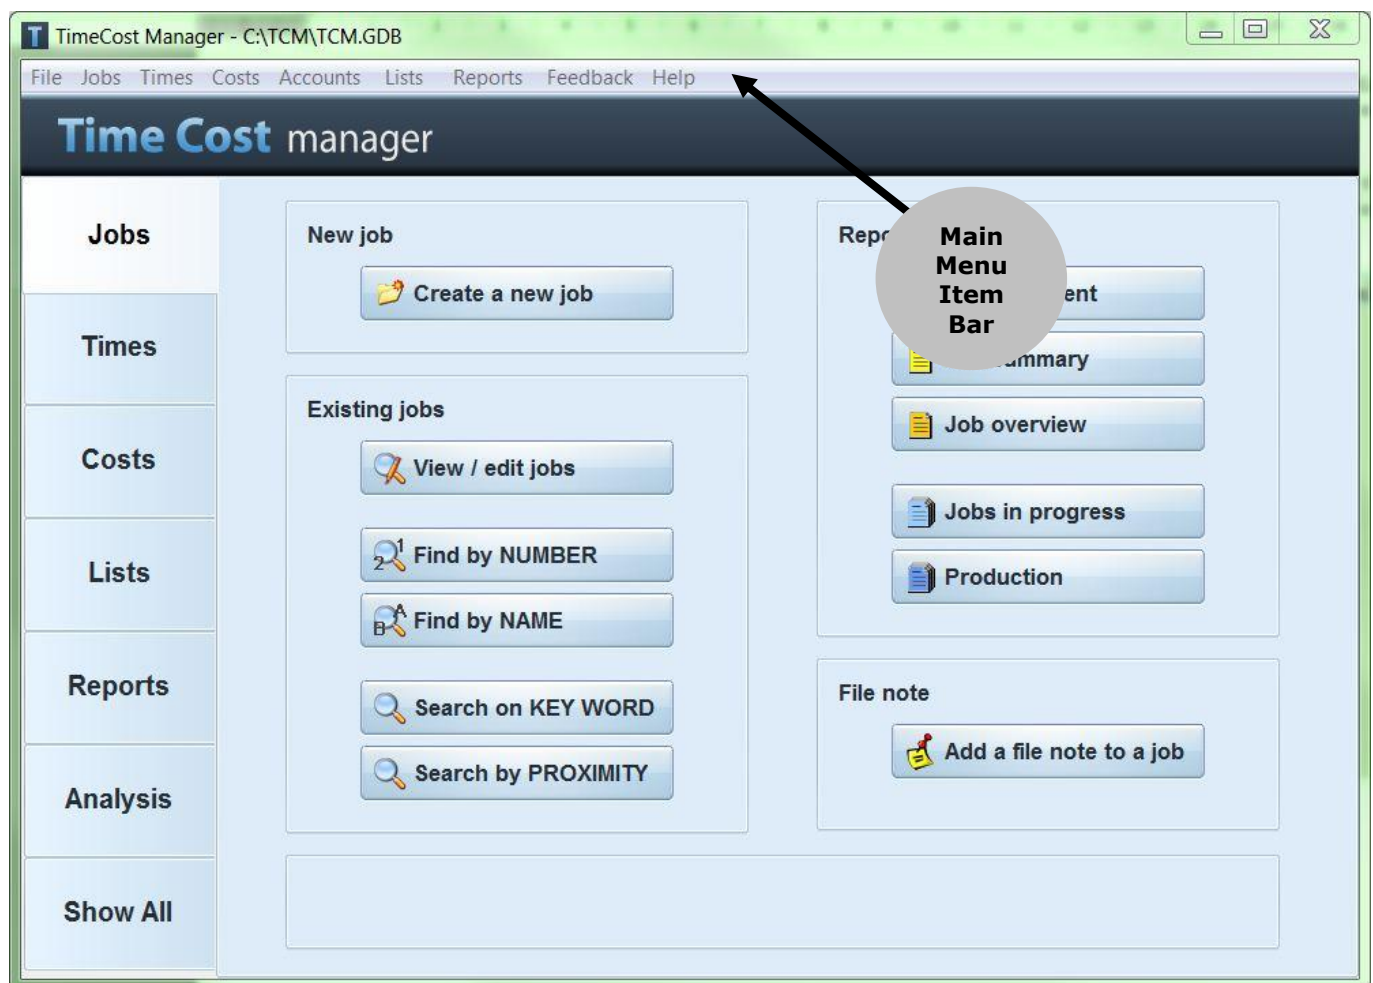 TimeCost Manager - C:\TCM\TCM.GDB
File Jobs Times Costs Accounts Lists Reports Feedback Help
Time Cost manager
Jobs
Times
Costs
Lists
Reports
Analysis
Show All
New job
Create a new job
Existing jobs
View / edit jobs
Find by NUMBER
Find by NAME
Search on KEY WORD
Search by PROXIMITY
Main
Menu
Item
Bar
Job overview
Jobs in progress
Production
File note
Add a file note to a job